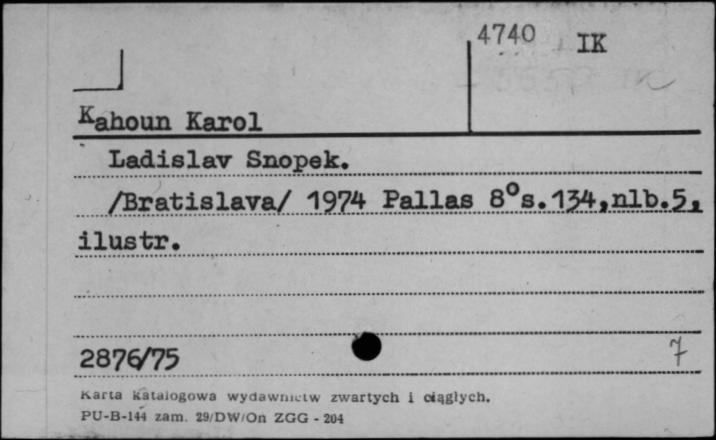 4740 IK
Kahoun Karol
Ladislav Snopek.
/Bratislava/ 1974 Pallas 8°s.134,nlb.5,
ilustr.
2876/75
7
Karta katalogowa wydawnictw zwartych i ciągłych.
PU-B-144 zam. 29/DW/On ZGG - 204